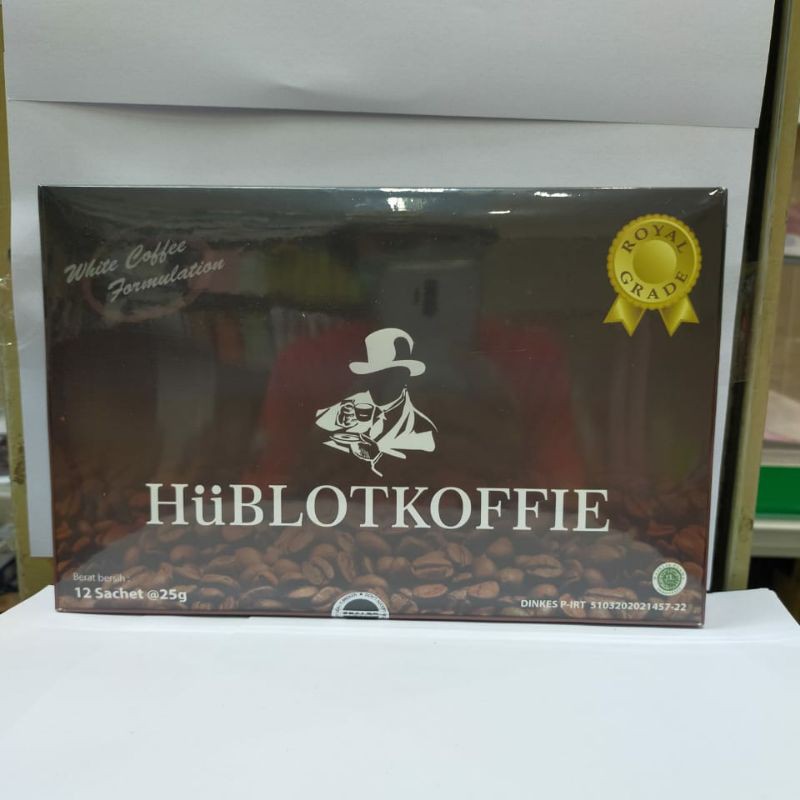 White Coffee
Formulation
ROYAL
GRADE
HüBLOTKOFFIE
Berat bersih :
12 Sachet @25g
DINKES P-IRT 5103202021457-22